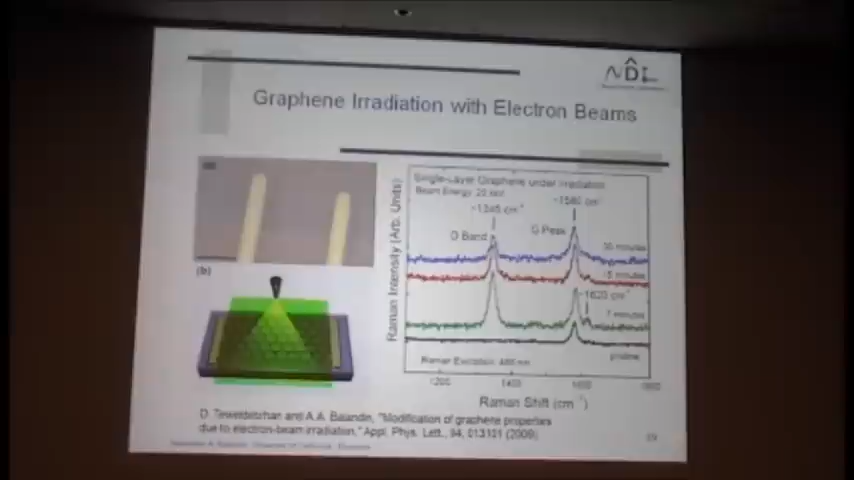 NDL
Graphene Irradiation with Electron Beams
(a)
(b)
Single-Layer Graphene under Irradiation
Beam Energy: 20 keV
~1345 cm⁻¹
~1580 cm⁻¹
D Band
G Peak
30 minutes
15 minutes
~1620 cm⁻¹
7 minutes
pristine
Raman Excitation: 488 nm
Raman Intensity (Arb. Units)
1200 1400 1600 1800
Raman Shift (cm⁻¹)
D. Teweldebrhan and A.A. Balandin, "Modification of graphene properties
due to electron-beam irradiation," Appl. Phys. Lett., 94, 013101 (2009)